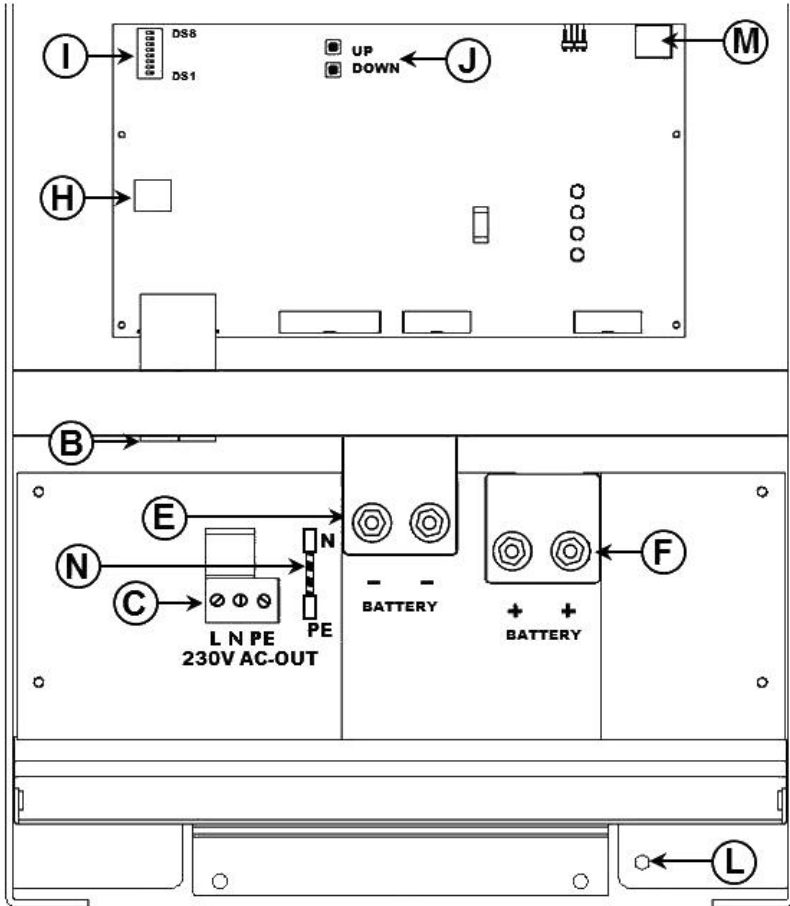 DS8
I
DS1
UP
DOWN
J
M
H
B
E
N
N
F
C
- -
BATTERY
+ +
BATTERY
L N PE
PE
230V AC-OUT
L